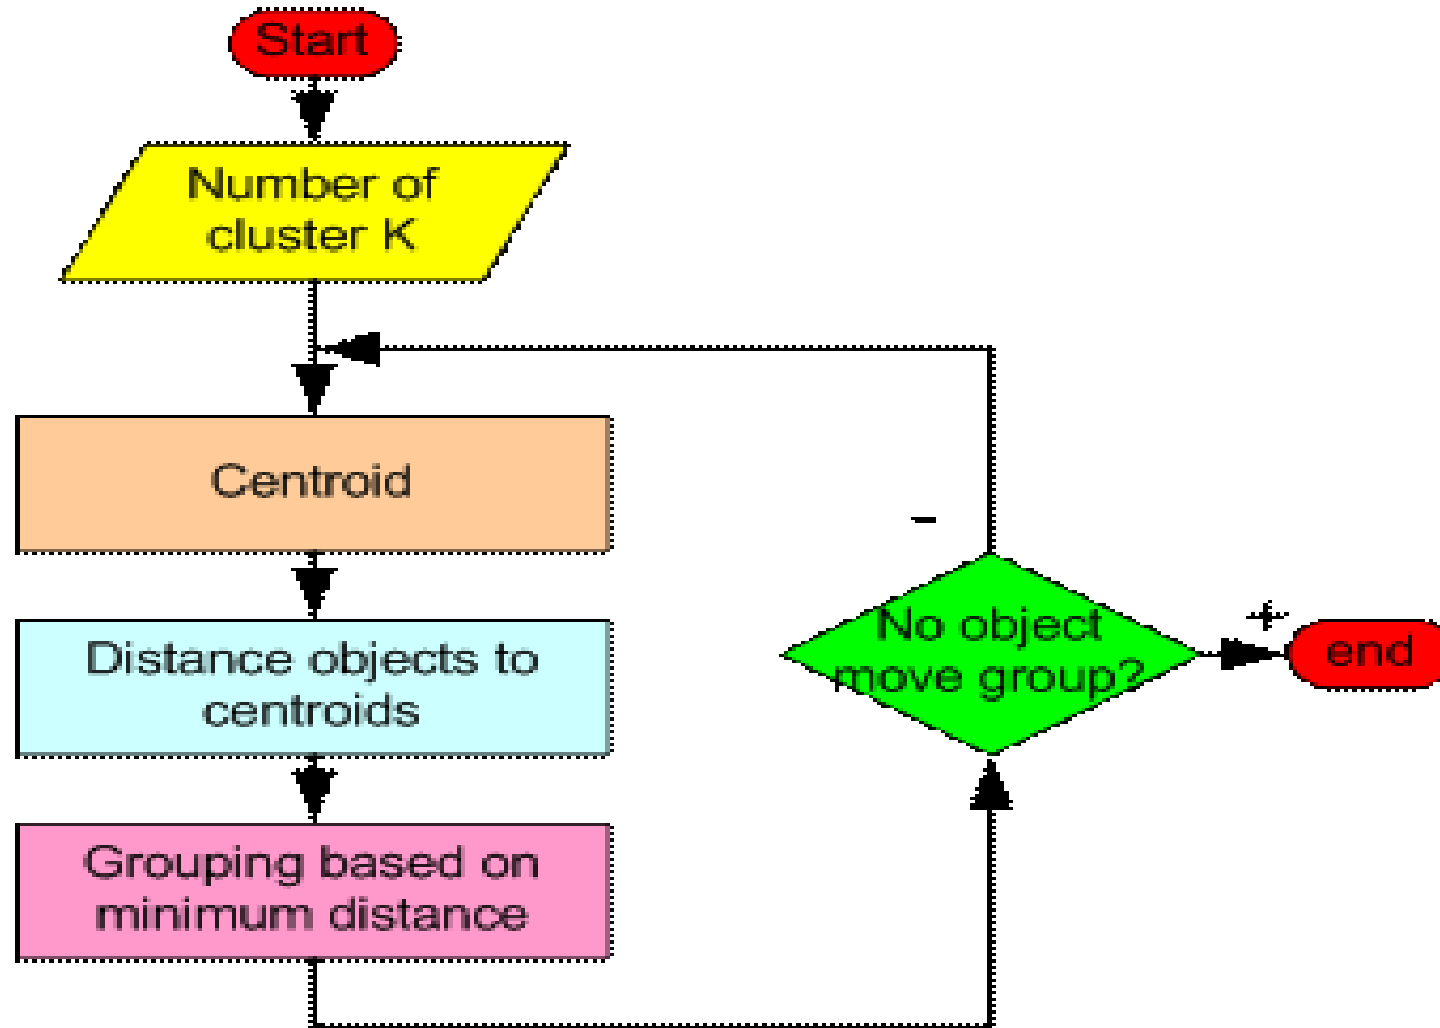 Start
Number of
cluster K
Centroid
Distance objects to
centroids
Grouping based on
minimum distance
–
No object
move group?
+
end